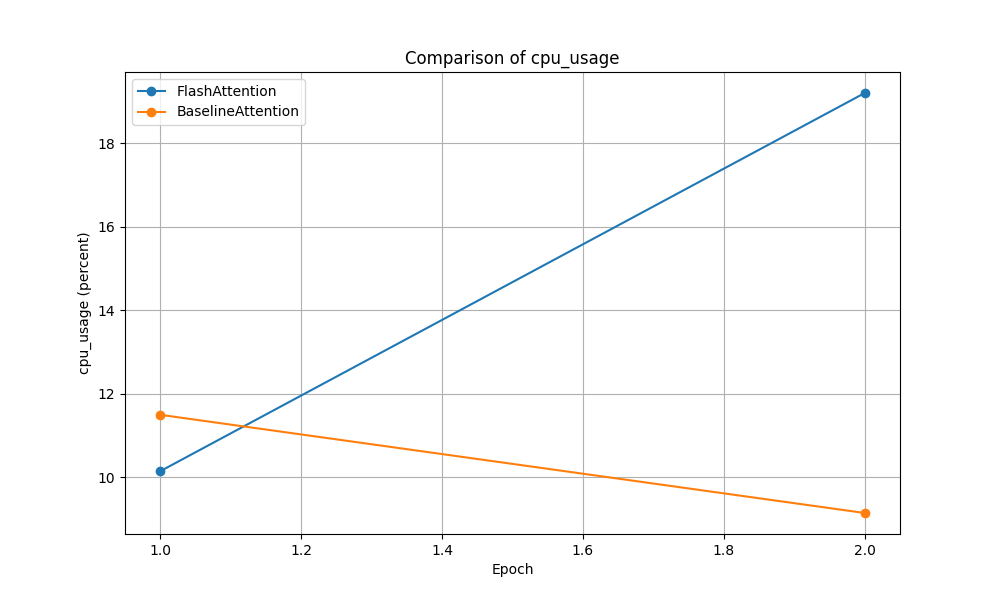 Comparison of cpu_usage
FlashAttention
BaselineAttention
cpu_usage (percent)
18
16
14
12
10
1.0 1.2 1.4 1.6 1.8 2.0
Epoch